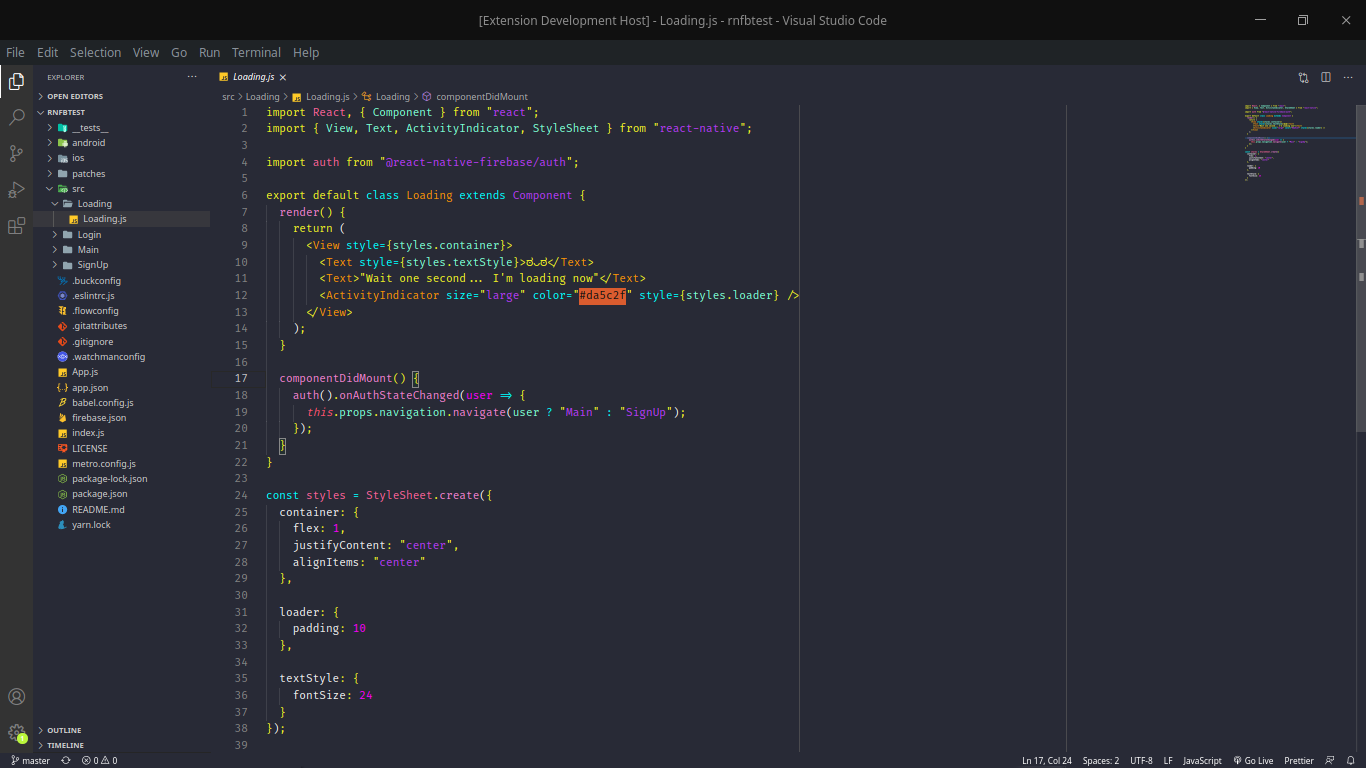 [Extension Development Host] - Loading.js - rnfbtest - Visual Studio Code
File Edit Selection View Go Run Terminal Help
EXPLORER
OPEN EDITORS
RNFBTEST
__tests__
android
ios
patches
src
Loading
Loading.js
Login
Main
SignUp
.buckconfig
.eslintrc.js
.flowconfig
.gitattributes
.gitignore
.watchmanconfig
App.js
app.json
babel.config.js
firebase.json
index.js
LICENSE
metro.config.js
package-lock.json
package.json
README.md
yarn.lock
OUTLINE
TIMELINE
Loading.js
src > Loading > Loading.js > Loading > componentDidMount
1 import React, { Component } from "react";
2 import { View, Text, ActivityIndicator, StyleSheet } from "react-native";
3
4 import auth from "@react-native-firebase/auth";
5
6 export default class Loading extends Component {
7   render() {
8     return (
9       <View style={styles.container}>
10         <Text style={styles.textStyle}>ಠ_ಠ</Text>
11         <Text>"Wait one second... I'm loading now"</Text>
12         <ActivityIndicator size="large" color="#da5c2f" style={styles.loader} />
13       </View>
14     );
15   }
16
17   componentDidMount() {
18     auth().onAuthStateChanged(user => {
19       this.props.navigation.navigate(user ? "Main" : "SignUp");
20     });
21   }
22 }
23
24 const styles = StyleSheet.create({
25   container: {
26     flex: 1,
27     justifyContent: "center",
28     alignItems: "center"
29   },
30
31   loader: {
32     padding: 10
33   },
34
35   textStyle: {
36     fontSize: 24
37   }
38 });
39
master 0 0 Ln 17, Col 24 Spaces: 2 UTF-8 LF JavaScript Go Live Prettier
1